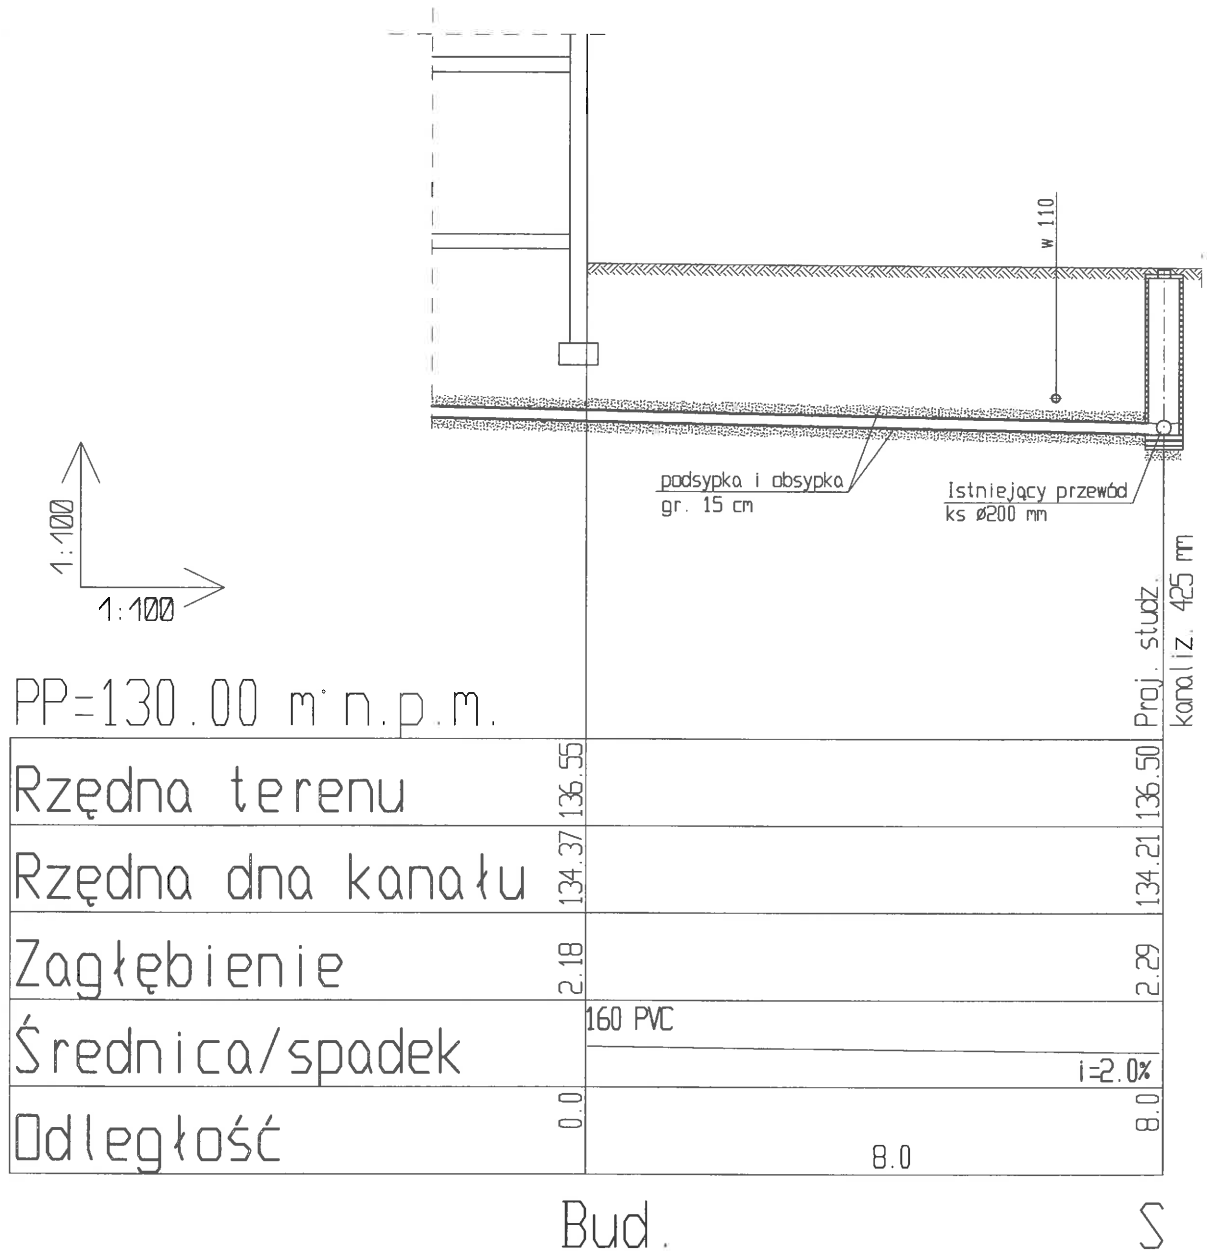 w 110
podsypka i obsypka
gr. 15 cm
Istniejący przewód
ks ø200 mm
1:100
1:100
Proj. studz.
kanaliz. 425 mm
PP=130.00 m n.p.m.
Rzędna terenu 136.55 136.50
Rzędna dna kanału 134.37 134.21
Zagłębienie 2.18 2.29
Średnica/spadek 160 PVC i=2.0%
Odległość 0.0 8.0 8.0
Bud. S